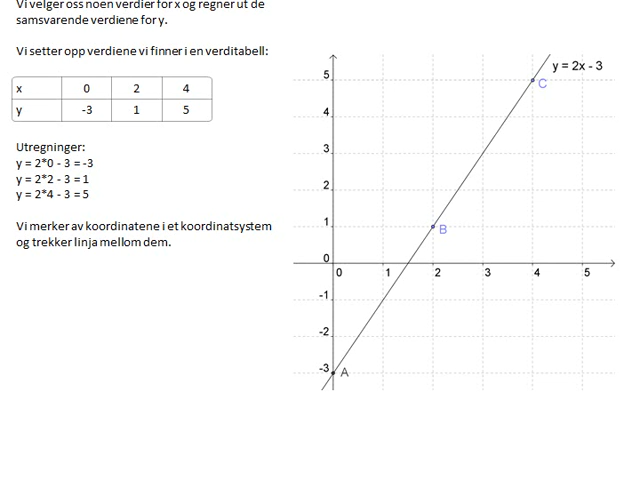 Vi velger oss noen verdier for x og regner ut de
samsvarende verdiene for y.
Vi setter opp verdiene vi finner i en verditabell:
x 0 2 4
y -3 1 5
Utregninger:
y = 2*0 - 3 = -3
y = 2*2 - 3 = 1
y = 2*4 - 3 = 5
Vi merker av koordinatene i et koordinatsystem
og trekker linja mellom dem.
y = 2x - 3
5
C
4
3
2
1
B
0
0 1 2 3 4 5
-1
-2
-3
A